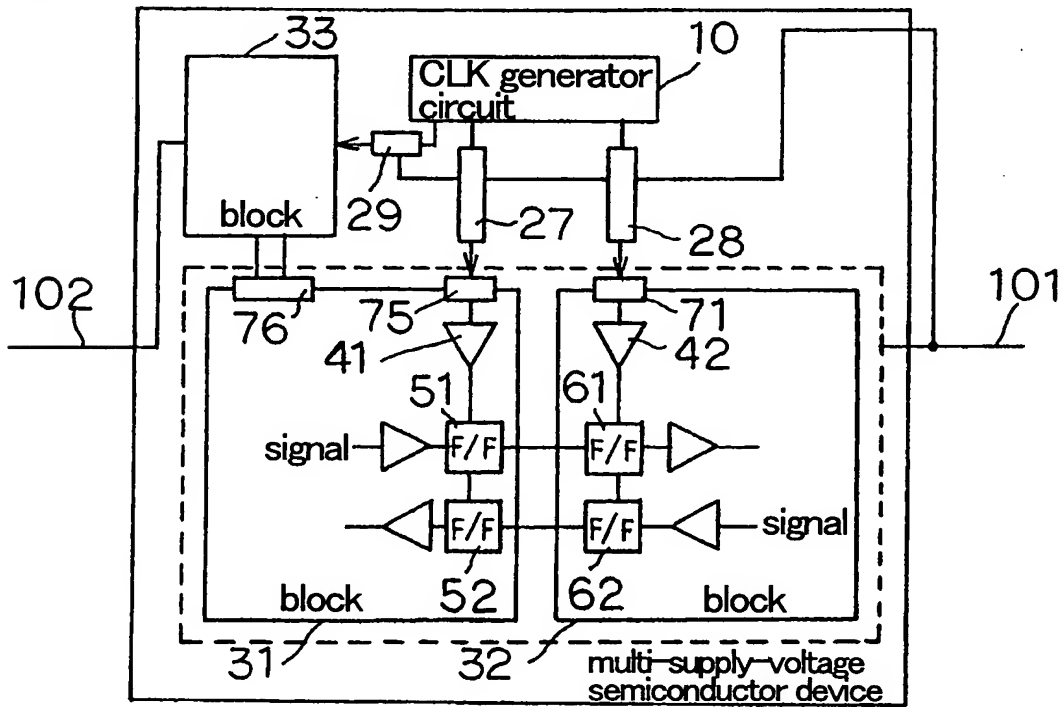 33
10
CLK generator
circuit
29
27
28
block
102
101
76
75
71
41
42
51
61
signal
F/F
F/F
F/F
F/F
signal
52
62
block
block
31
32
multi-supply-voltage
semiconductor device